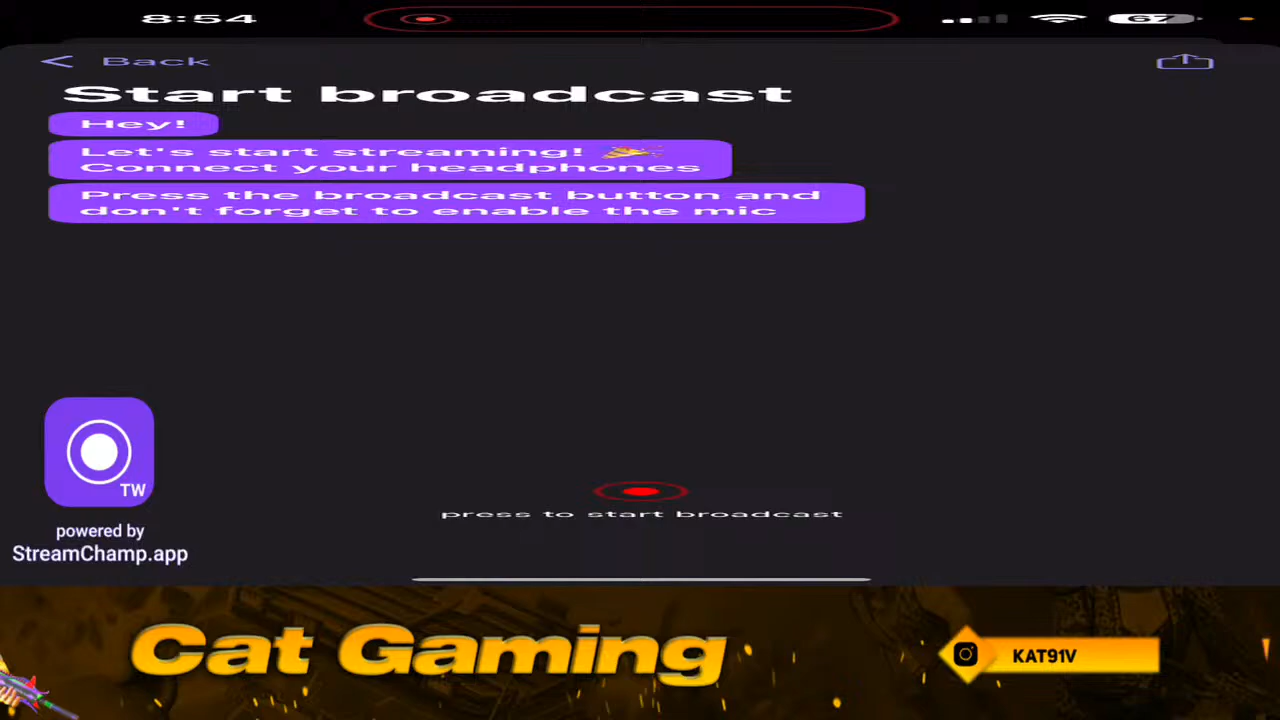 8:54
67
Back
Start broadcast
Hey!
Let's start streaming! 🎉
Connect your headphones
Press the broadcast button and
don't forget to enable the mic
TW
powered by
StreamChamp.app
press to start broadcast
Cat Gaming
KAT91V